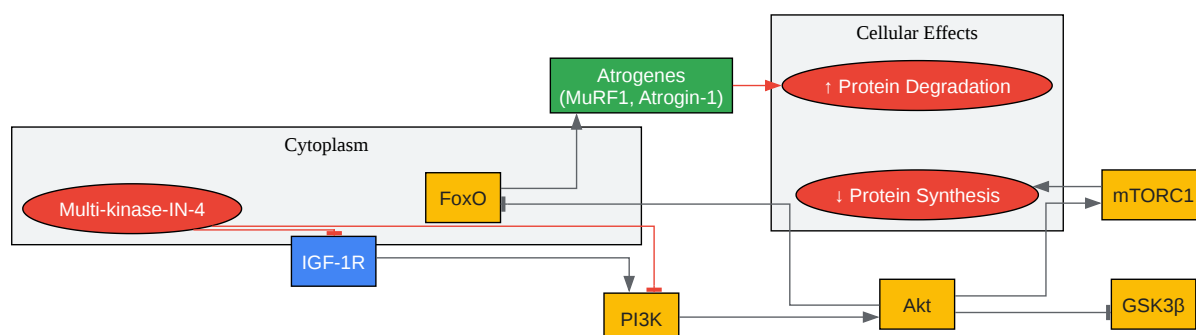 Cellular Effects
Atrogenes
(MuRF1, Atrogin-1)
↑ Protein Degradation
Cytoplasm
Multi-kinase-IN-4
FoxO
↓ Protein Synthesis
mTORC1
IGF-1R
PI3K
Akt
GSK3β